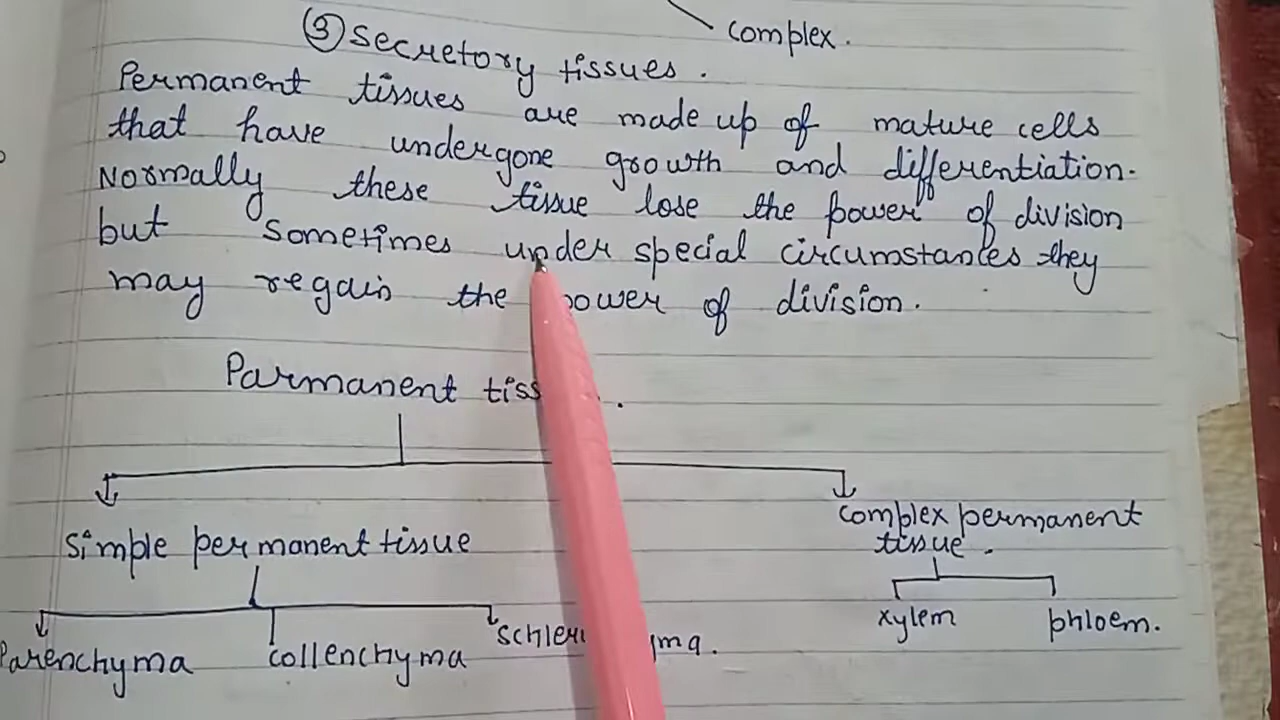 complex.
③ secretory tissues.
Permanent tissues are made up of mature cells
that have undergone growth and differentiation.
Normally these tissue lose the power of division
but sometimes under special circumstances they
may regain the power of division.
Parmanent tiss
simple permanent tissue
complex permanent
tissue.
xylem phloem.
Parenchyma collenchyma